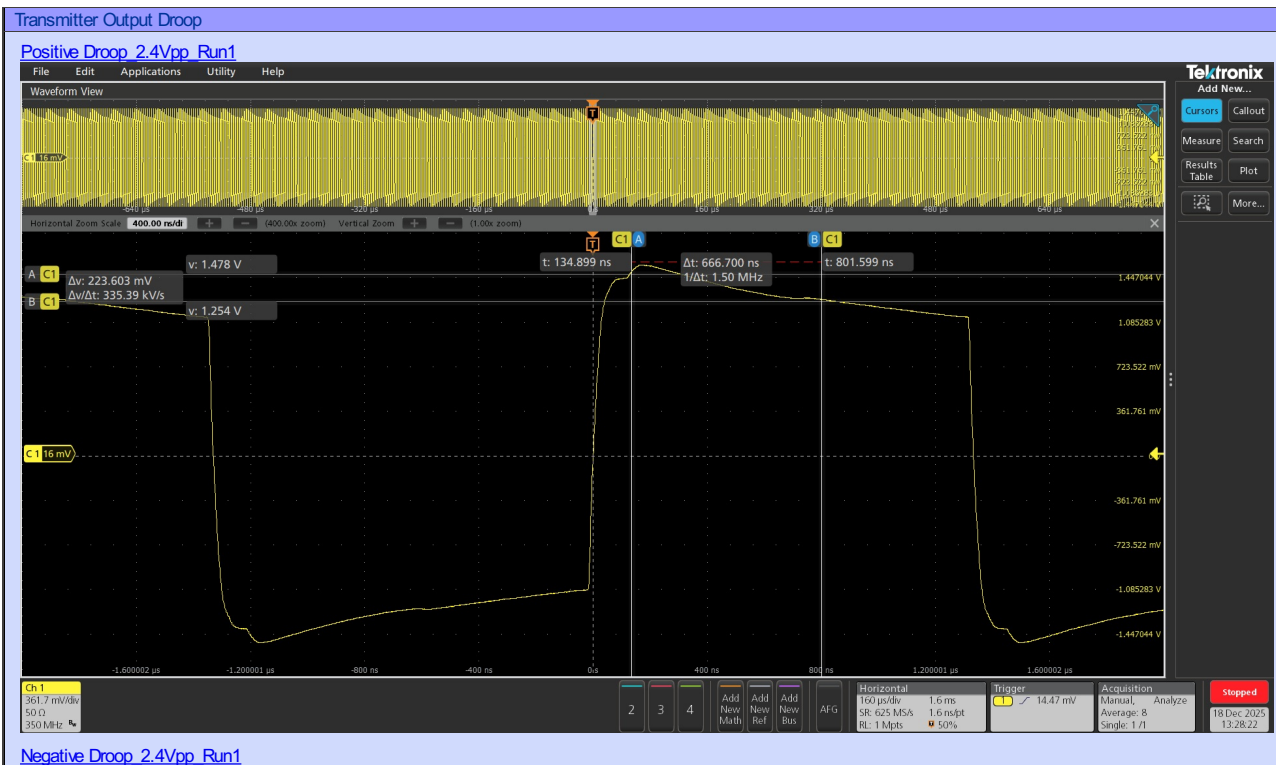 Transmitter Output Droop
Positive Droop_2.4Vpp_Run1
File Edit Applications Utility Help
Tektronix
Waveform View
Add New...
Cursors Callout
Measure Search
Results Table Plot
More...
T
C1 16 mV
-640 µs -480 µs -320 µs -160 µs 160 µs 320 µs 480 µs 640 µs
Horizontal Zoom Scale 400.00 ns/di + - (400.00x zoom) Vertical Zoom + - (1.00x zoom)
T C1 A B C1
A C1 v: 1.478 V t: 134.899 ns Δt: 666.700 ns t: 801.599 ns
Δv: 223.603 mV 1/Δt: 1.50 MHz
Δv/Δt: 335.39 kV/s
B C1 v: 1.254 V
1.447044 V
1.085283 V
723.522 mV
361.761 mV
C 1 16 mV
-361.761 mV
-723.522 mV
-1.085283 V
-1.447044 V
-1.600002 µs -1.200001 µs -800 ns -400 ns 0 s 400 ns 800 ns 1.200001 µs 1.600002 µs
Ch 1
361.7 mV/div
50 Ω
350 MHz
2 3 4
Add New Math
Add New Ref
Add New Bus
AFG
Horizontal
160 µs/div 1.6 ms
SR: 625 MS/s 1.6 ns/pt
RL: 1 Mpts 50%
Trigger
1 14.47 mV
Acquisition
Manual, Analyze
Average: 8
Single: 1 /1
Stopped
18 Dec 2025
13:28:22
Negative Droop_2.4Vpp_Run1